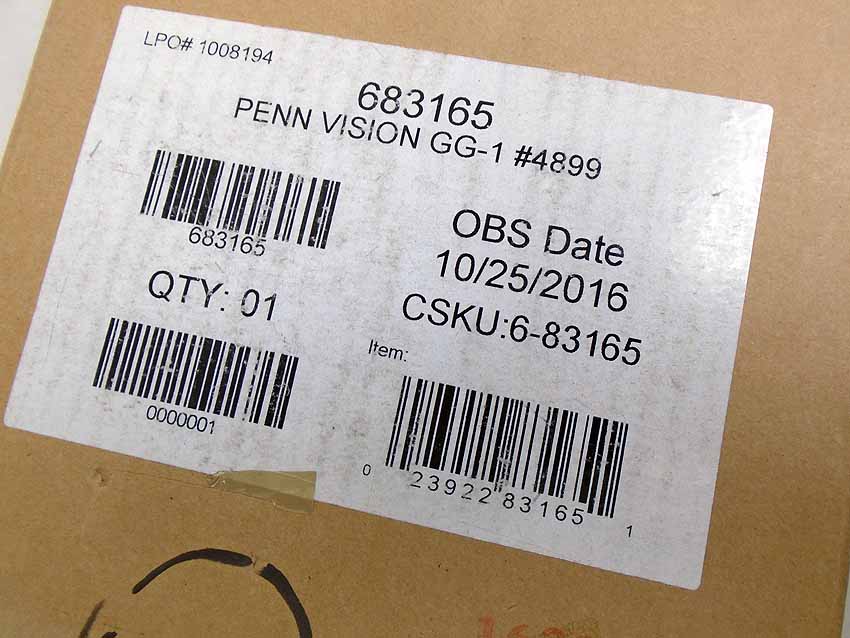 LPO# 1008194
683165
PENN VISION GG-1 #4899
683165
OBS Date
10/25/2016
CSKU:6-83165
QTY: 01
0000001
Item:
0 23922 83165 1